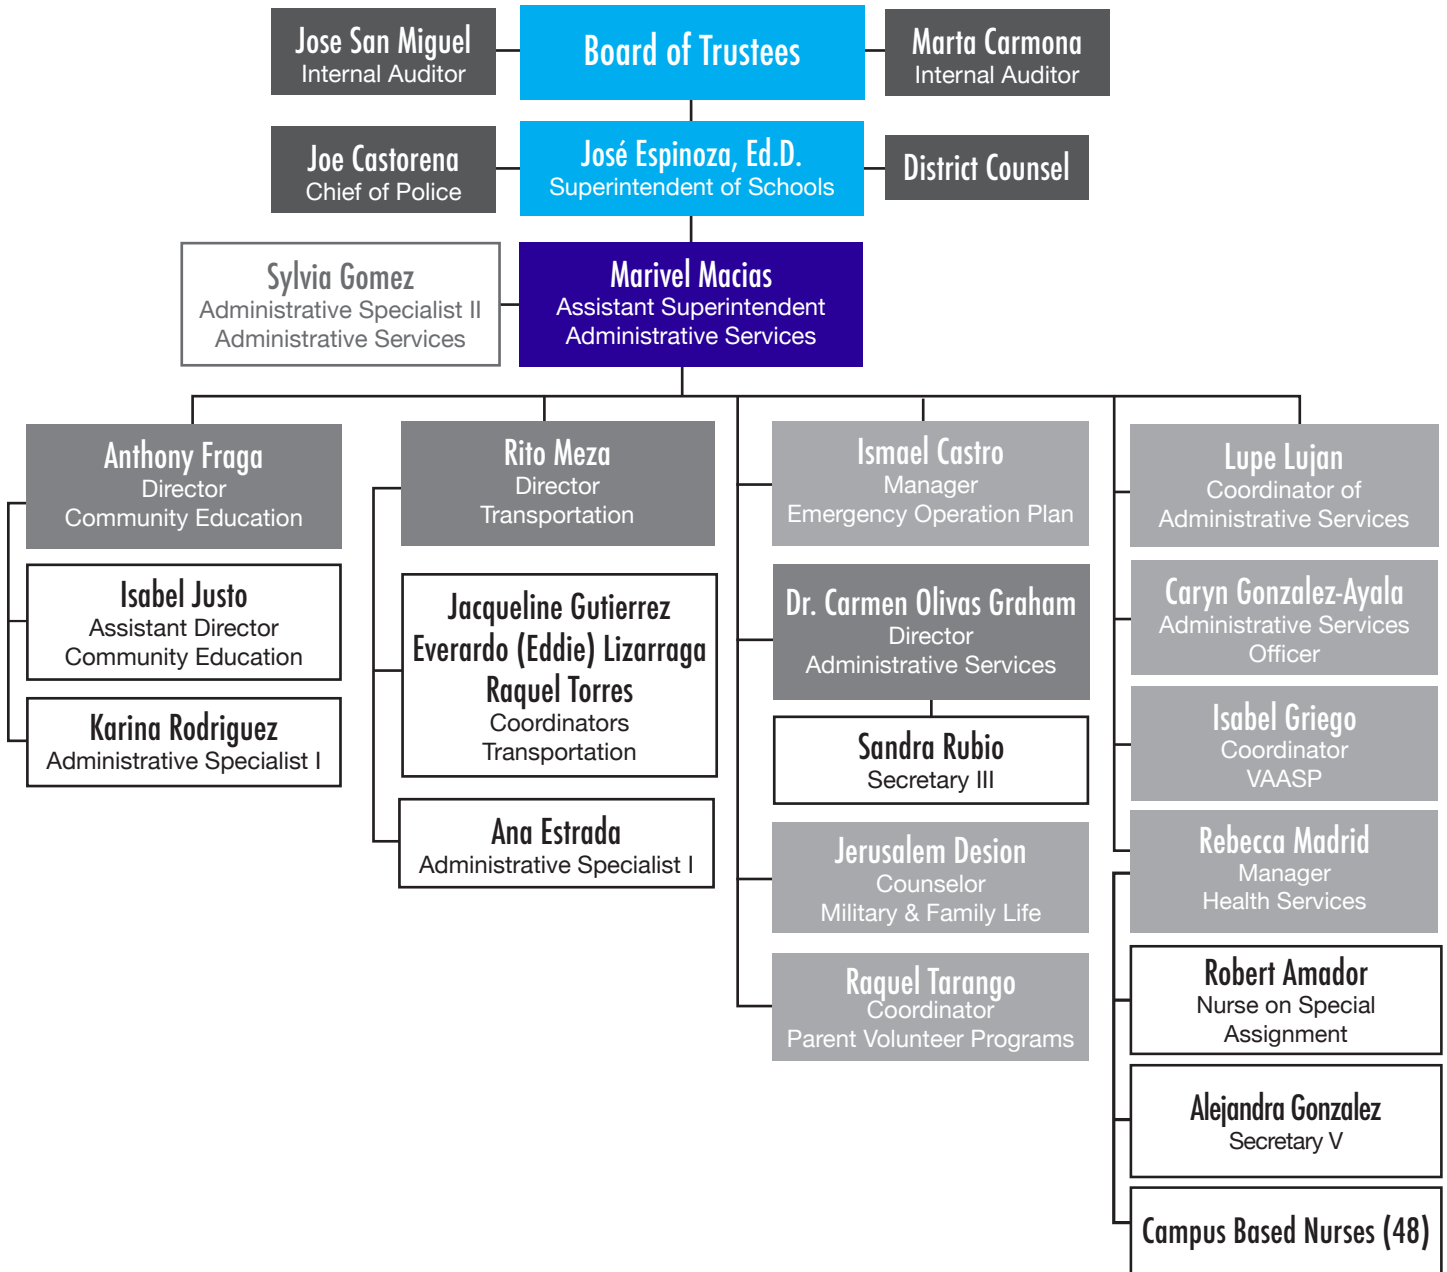 Jose San Miguel
Internal Auditor
Board of Trustees
Marta Carmona
Internal Auditor
Joe Castorena
Chief of Police
José Espinoza, Ed.D.
Superintendent of Schools
District Counsel
Sylvia Gomez
Administrative Specialist II
Administrative Services
Marivel Macias
Assistant Superintendent
Administrative Services
Anthony Fraga
Director
Community Education
Isabel Justo
Assistant Director
Community Education
Karina Rodriguez
Administrative Specialist I
Rito Meza
Director
Transportation
Jacqueline Gutierrez
Everardo (Eddie) Lizarraga
Raquel Torres
Coordinators
Transportation
Ana Estrada
Administrative Specialist I
Ismael Castro
Manager
Emergency Operation Plan
Dr. Carmen Olivas Graham
Director
Administrative Services
Sandra Rubio
Secretary III
Jerusalem Desion
Counselor
Military & Family Life
Raquel Tarango
Coordinator
Parent Volunteer Programs
Lupe Lujan
Coordinator of
Administrative Services
Caryn Gonzalez-Ayala
Administrative Services
Officer
Isabel Griego
Coordinator
VAASP
Rebecca Madrid
Manager
Health Services
Robert Amador
Nurse on Special
Assignment
Alejandra Gonzalez
Secretary V
Campus Based Nurses (48)